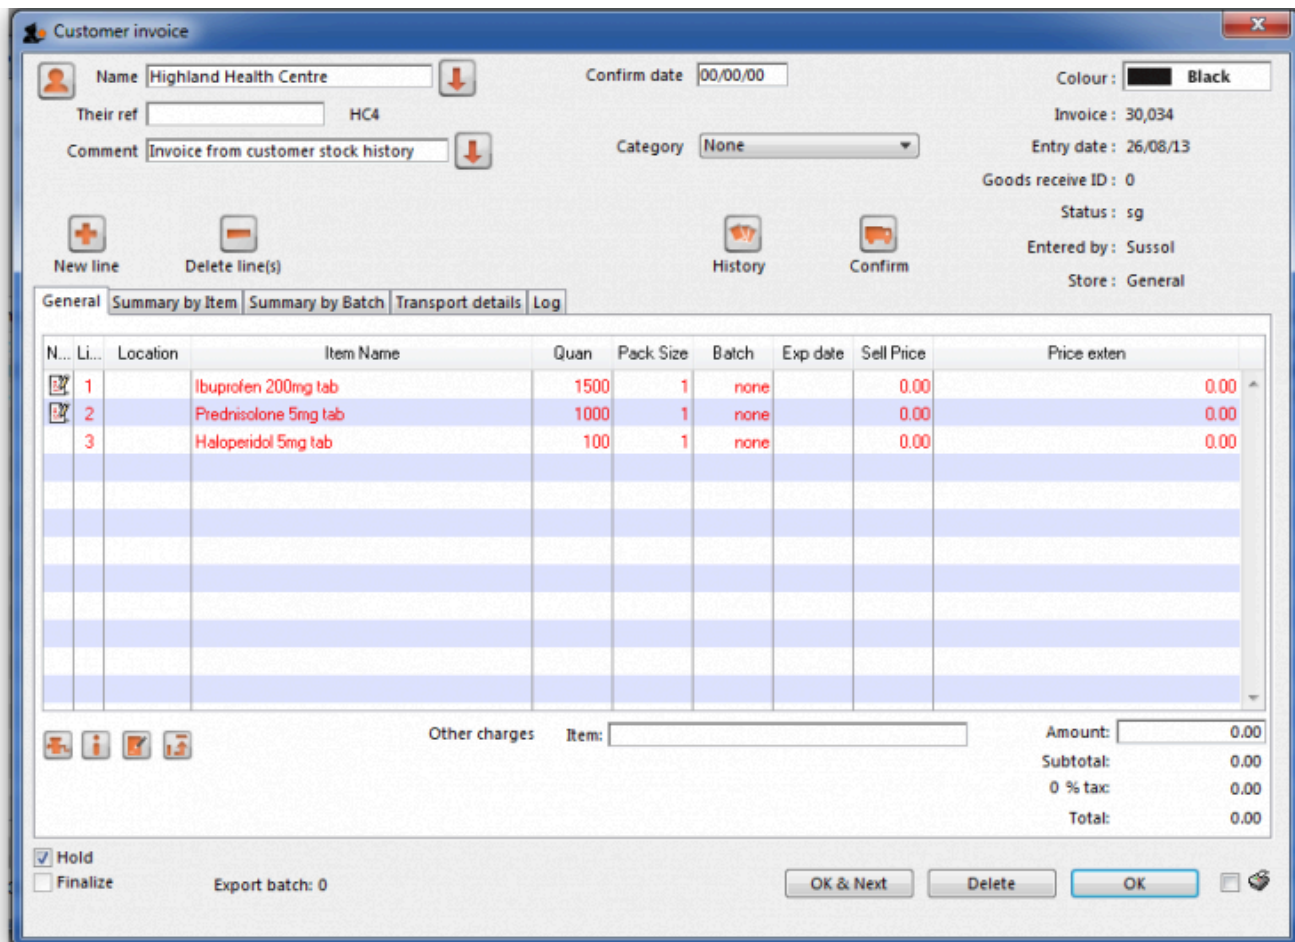 Customer invoice
Name Highland Health Centre Confirm date 00/00/00 Colour : Black
Their ref HC4 Invoice : 30,034
Comment Invoice from customer stock history Category None Entry date : 26/08/13
Goods receive ID : 0
Status : sg
New line Delete line(s) History Confirm Entered by : Sussol
Store : General
General Summary by Item Summary by Batch Transport details Log
N... Li... Location Item Name Quan Pack Size Batch Exp date Sell Price Price exten
1 Ibuprofen 200mg tab 1500 1 none 0.00 0.00
2 Prednisolone 5mg tab 1000 1 none 0.00 0.00
3 Haloperidol 5mg tab 100 1 none 0.00 0.00
Other charges Item: Amount: 0.00
Subtotal: 0.00
0 % tax: 0.00
Total: 0.00
Hold
Finalize Export batch: 0 OK & Next Delete OK